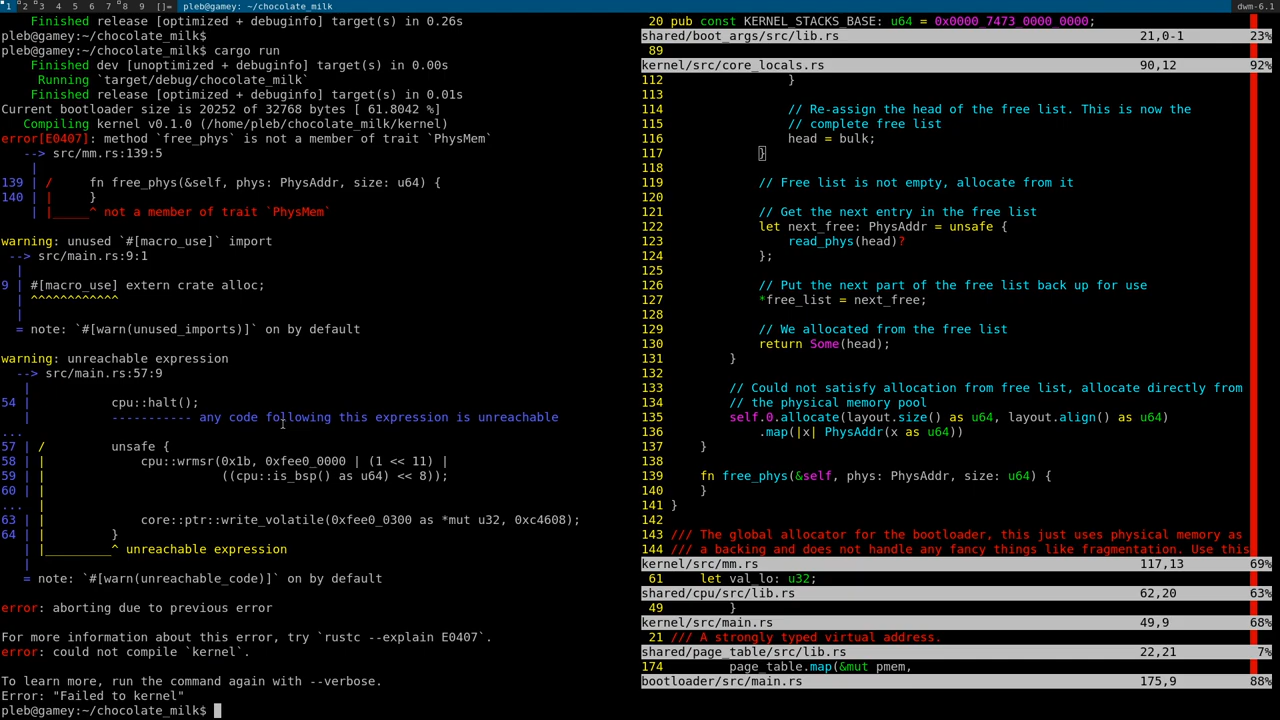 1 2 3 4 5 6 7 8 9 []= pleb@gamey:~/chocolate_milk dwm-6.1
Finished release [optimized + debuginfo] target(s) in 0.26s
pleb@gamey:~/chocolate_milk$
pleb@gamey:~/chocolate_milk$ cargo run
Finished dev [unoptimized + debuginfo] target(s) in 0.00s
Running `target/debug/chocolate_milk`
Finished release [optimized + debuginfo] target(s) in 0.01s
Current bootloader size is 20252 of 32768 bytes [ 61.8042 %]
Compiling kernel v0.1.0 (/home/pleb/chocolate_milk/kernel)
error[E0407]: method `free_phys` is not a member of trait `PhysMem`
--> src/mm.rs:139:5
|
139 | /     fn free_phys(&self, phys: PhysAddr, size: u64) {
140 | |     }
| |_____^ not a member of trait `PhysMem`
warning: unused `#[macro_use]` import
--> src/main.rs:9:1
|
9 | #[macro_use] extern crate alloc;
| ^^^^^^^^^^^^
|
= note: `#[warn(unused_imports)]` on by default
warning: unreachable expression
--> src/main.rs:57:9
|
54 |         cpu::halt();
|         ----------- any code following this expression is unreachable
...
57 | /         unsafe {
58 | |             cpu::wrmsr(0x1b, 0xfee0_0000 | (1 << 11) |
59 | |                        ((cpu::is_bsp() as u64) << 8));
60 | |
... |
63 | |             core::ptr::write_volatile(0xfee0_0300 as *mut u32, 0xc4608);
64 | |         }
| |_________^ unreachable expression
|
= note: `#[warn(unreachable_code)]` on by default
error: aborting due to previous error
For more information about this error, try `rustc --explain E0407`.
error: could not compile `kernel`.
To learn more, run the command again with --verbose.
Error: "Failed to kernel"
pleb@gamey:~/chocolate_milk$
20 pub const KERNEL_STACKS_BASE: u64 = 0x0000_7473_0000_0000;
shared/boot_args/src/lib.rs 21,0-1 23%
89
kernel/src/core_locals.rs 90,12 92%
112                 }
113
114                 // Re-assign the head of the free list. This is now the
115                 // complete free list
116                 head = bulk;
117             }
118
119             // Free list is not empty, allocate from it
120
121             // Get the next entry in the free list
122             let next_free: PhysAddr = unsafe {
123                 read_phys(head)?
124             };
125
126             // Put the next part of the free list back up for use
127             *free_list = next_free;
128
129             // We allocated from the free list
130             return Some(head);
131         }
132
133         // Could not satisfy allocation from free list, allocate directly from
134         // the physical memory pool
135         self.0.allocate(layout.size() as u64, layout.align() as u64)
136             .map(|x| PhysAddr(x as u64))
137     }
138
139     fn free_phys(&self, phys: PhysAddr, size: u64) {
140     }
141 }
142
143 /// The global allocator for the bootloader, this just uses physical memory as
144 /// a backing and does not handle any fancy things like fragmentation. Use this
kernel/src/mm.rs 117,13 69%
61     let val_lo: u32;
shared/cpu/src/lib.rs 62,20 63%
49         }
kernel/src/main.rs 49,9 68%
21 /// A strongly typed virtual address.
shared/page_table/src/lib.rs 22,21 7%
174         page_table.map(&mut pmem,
bootloader/src/main.rs 175,9 88%